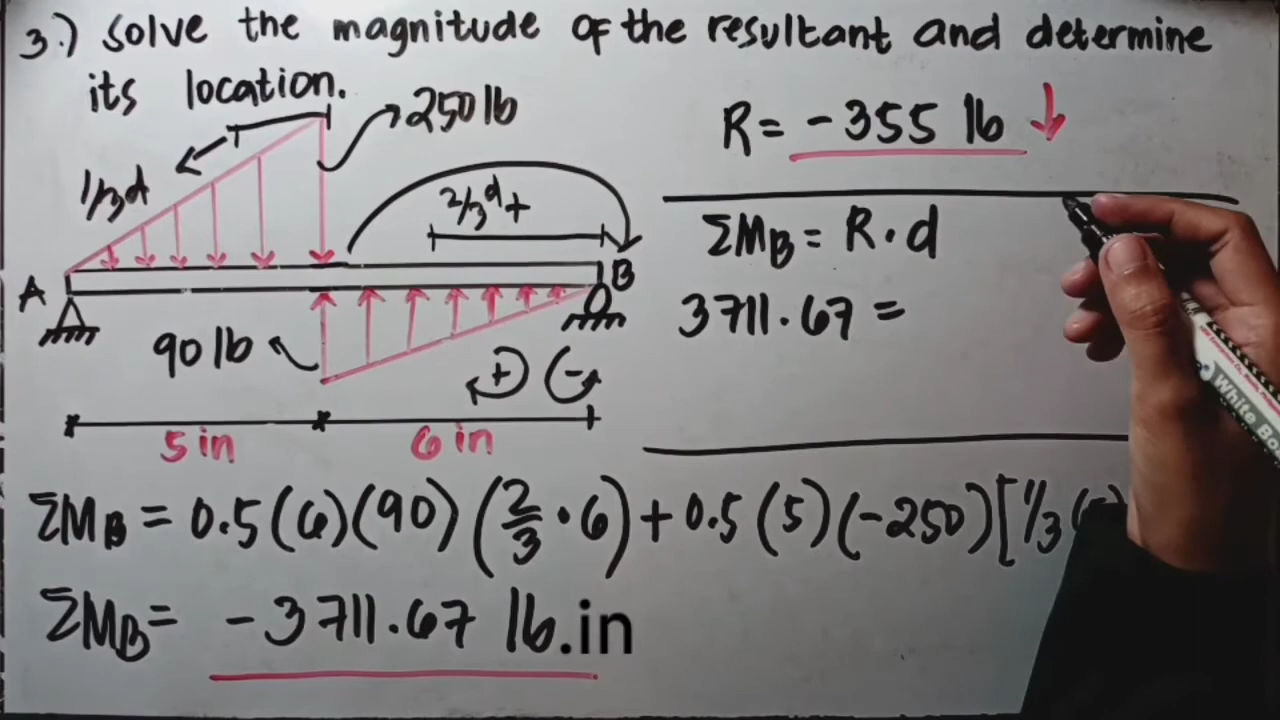 3.) Solve the magnitude of the resultant and determine
its location.
250 lb
1/3 d
2/3 d +
A
B
90 lb
+ -
5 in
6 in
R = -355 lb ↓
ΣMB = R · d
3711.67 =
ΣMB = 0.5 (6)(90) (2/3 · 6) + 0.5 (5)(-250)[1/3
ΣMB = -3711.67 lb.in
White